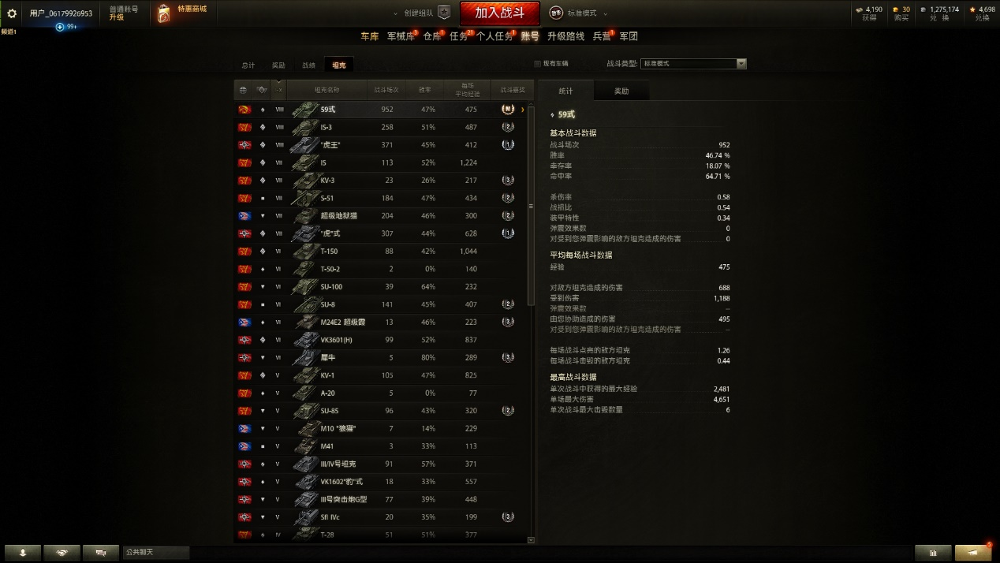 用户_06179926953
99+
频道1
普通账号
升级
特惠商城
创建组队
加入战斗
标准模式
4,190
获得
30
购买
1,275,174
兑 换
4,698
兑换
车库 军械库 3 仓库 1 任务 21 个人任务 1 账号 升级路线 兵营 1 军团
总计 奖励 战绩 坦克
现有车辆
战斗类型: 标准模式
坦克名称 战斗场次 胜率 每场
平均经验 战斗嘉奖
VIII 59式 952 47% 475 M
VIII IS-3 258 51% 487 2
VIII "虎王" 371 45% 412 1
VII IS 113 52% 1,224
VII KV-3 23 26% 217 3
VII S-51 184 47% 434 2
VII 超级地狱猫 204 46% 300 2
VII "虎"式 307 44% 628 1
VI T-150 88 42% 1,044
VI T-50-2 2 0% 140
VI SU-100 39 64% 232
VI SU-8 141 45% 407 2
VI M24E2 超级霞 13 46% 223 3
VI VK3601(H) 99 52% 837
VI 犀牛 5 80% 289 3
V KV-1 105 47% 825
V A-20 5 0% 77
V SU-85 96 43% 320 2
V M10 "狼獾" 7 14% 229
V M41 3 33% 113
V III/IV号坦克 91 57% 371
V VK1602"豹"式 18 33% 557
V III号突击炮G型 77 39% 448
V Sfl IVc 20 35% 199 3
IV T-28 51 51% 377
统计 奖励
59式
基本战斗数据
战斗场次 952
胜率 46.74 %
幸存率 18.07 %
命中率 64.71 %
杀伤率 0.58
战损比 0.54
装甲特性 0.34
弹震效果数 0
对受到您弹震影响的敌方坦克造成的伤害 0
平均每场战斗数据
经验 475
对敌方坦克造成的伤害 688
受到伤害 1,188
弹震效果数 --
由您协助造成的伤害 495
对受到您弹震影响的敌方坦克造成的伤害 --
每场战斗点亮的敌方坦克 1.26
每场战斗击毁的敌方坦克 0.44
最高战斗数据
单次战斗中获得的最大经验 2,481
单场最大伤害 4,651
单次战斗最大击毁数量 6
公共聊天
5